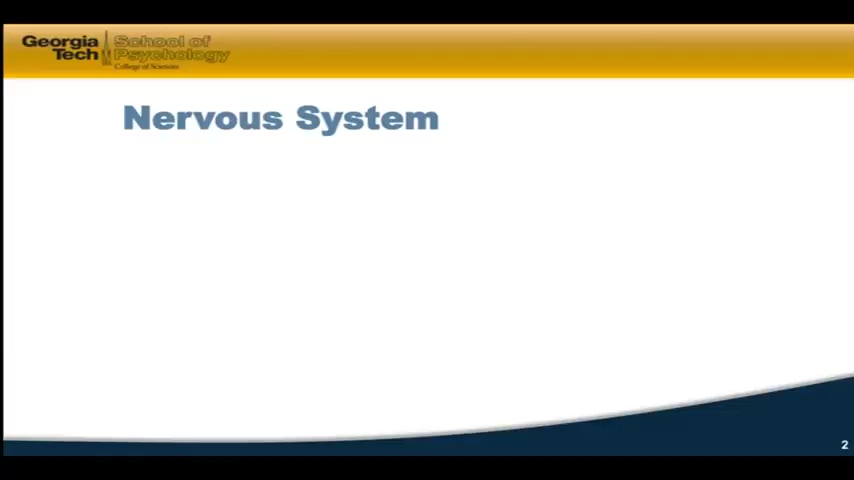 Georgia Tech
School of Psychology
College of Sciences
Nervous System
2